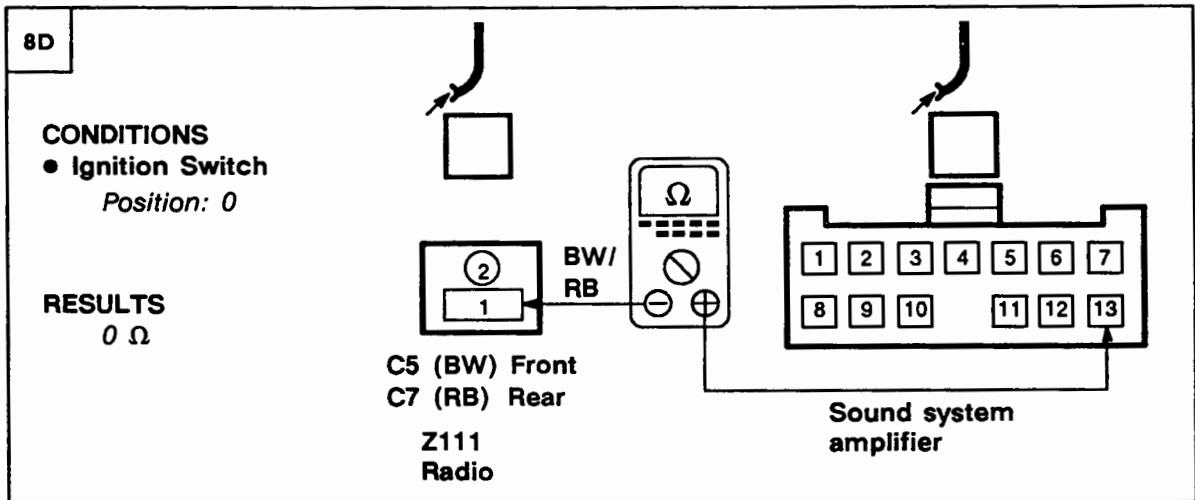 8D
CONDITIONS
● Ignition Switch
Position: 0
RESULTS
0 Ω
2
1
C5 (BW) Front
C7 (RB) Rear
Z111
Radio
BW/
RB
Ω
1 2 3 4 5 6 7
8 9 10 11 12 13
Sound system
amplifier